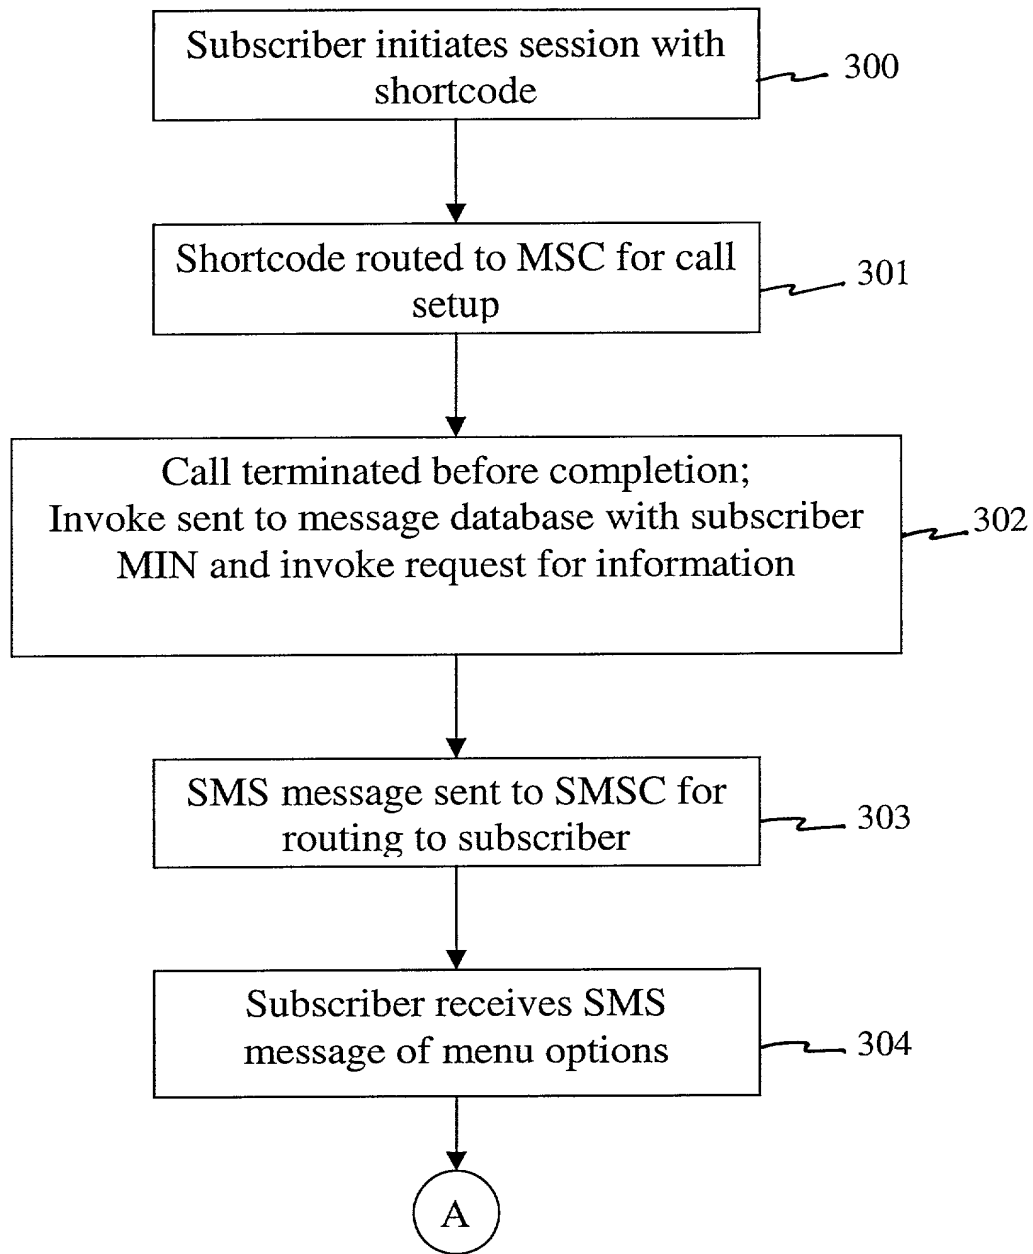 Subscriber initiates session with
shortcode
300
Shortcode routed to MSC for call
setup
301
Call terminated before completion;
Invoke sent to message database with subscriber
MIN and invoke request for information
302
SMS message sent to SMSC for
routing to subscriber
303
Subscriber receives SMS
message of menu options
304
A